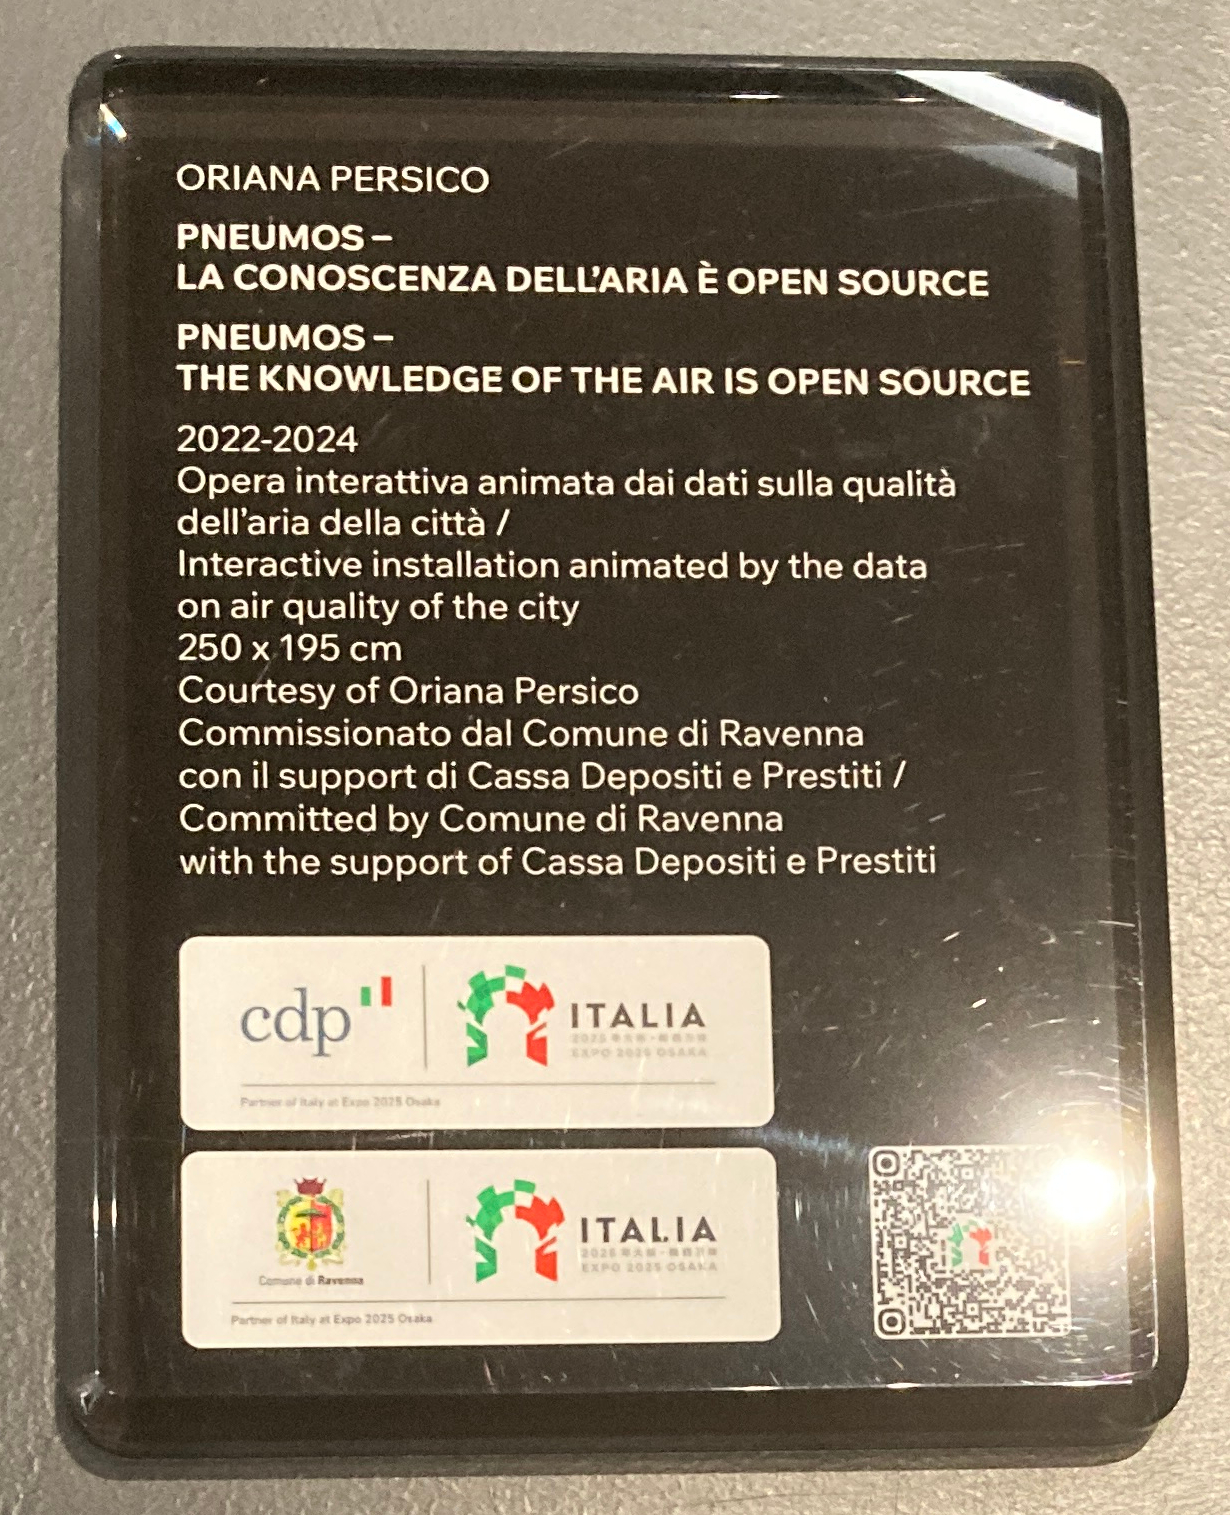 ORIANA PERSICO
PNEUMOS –
LA CONOSCENZA DELL’ARIA È OPEN SOURCE
PNEUMOS –
THE KNOWLEDGE OF THE AIR IS OPEN SOURCE
2022-2024
Opera interattiva animata dai dati sulla qualità
dell’aria della città /
Interactive installation animated by the data
on air quality of the city
250 x 195 cm
Courtesy of Oriana Persico
Commissionato dal Comune di Ravenna
con il support di Cassa Depositi e Prestiti /
Committed by Comune di Ravenna
with the support of Cassa Depositi e Prestiti
cdp
ITALIA
EXPO 2025 OSAKA
Partner of Italy at Expo 2025 Osaka
Comune di Ravenna
ITALIA
EXPO 2025 OSAKA
Partner of Italy at Expo 2025 Osaka